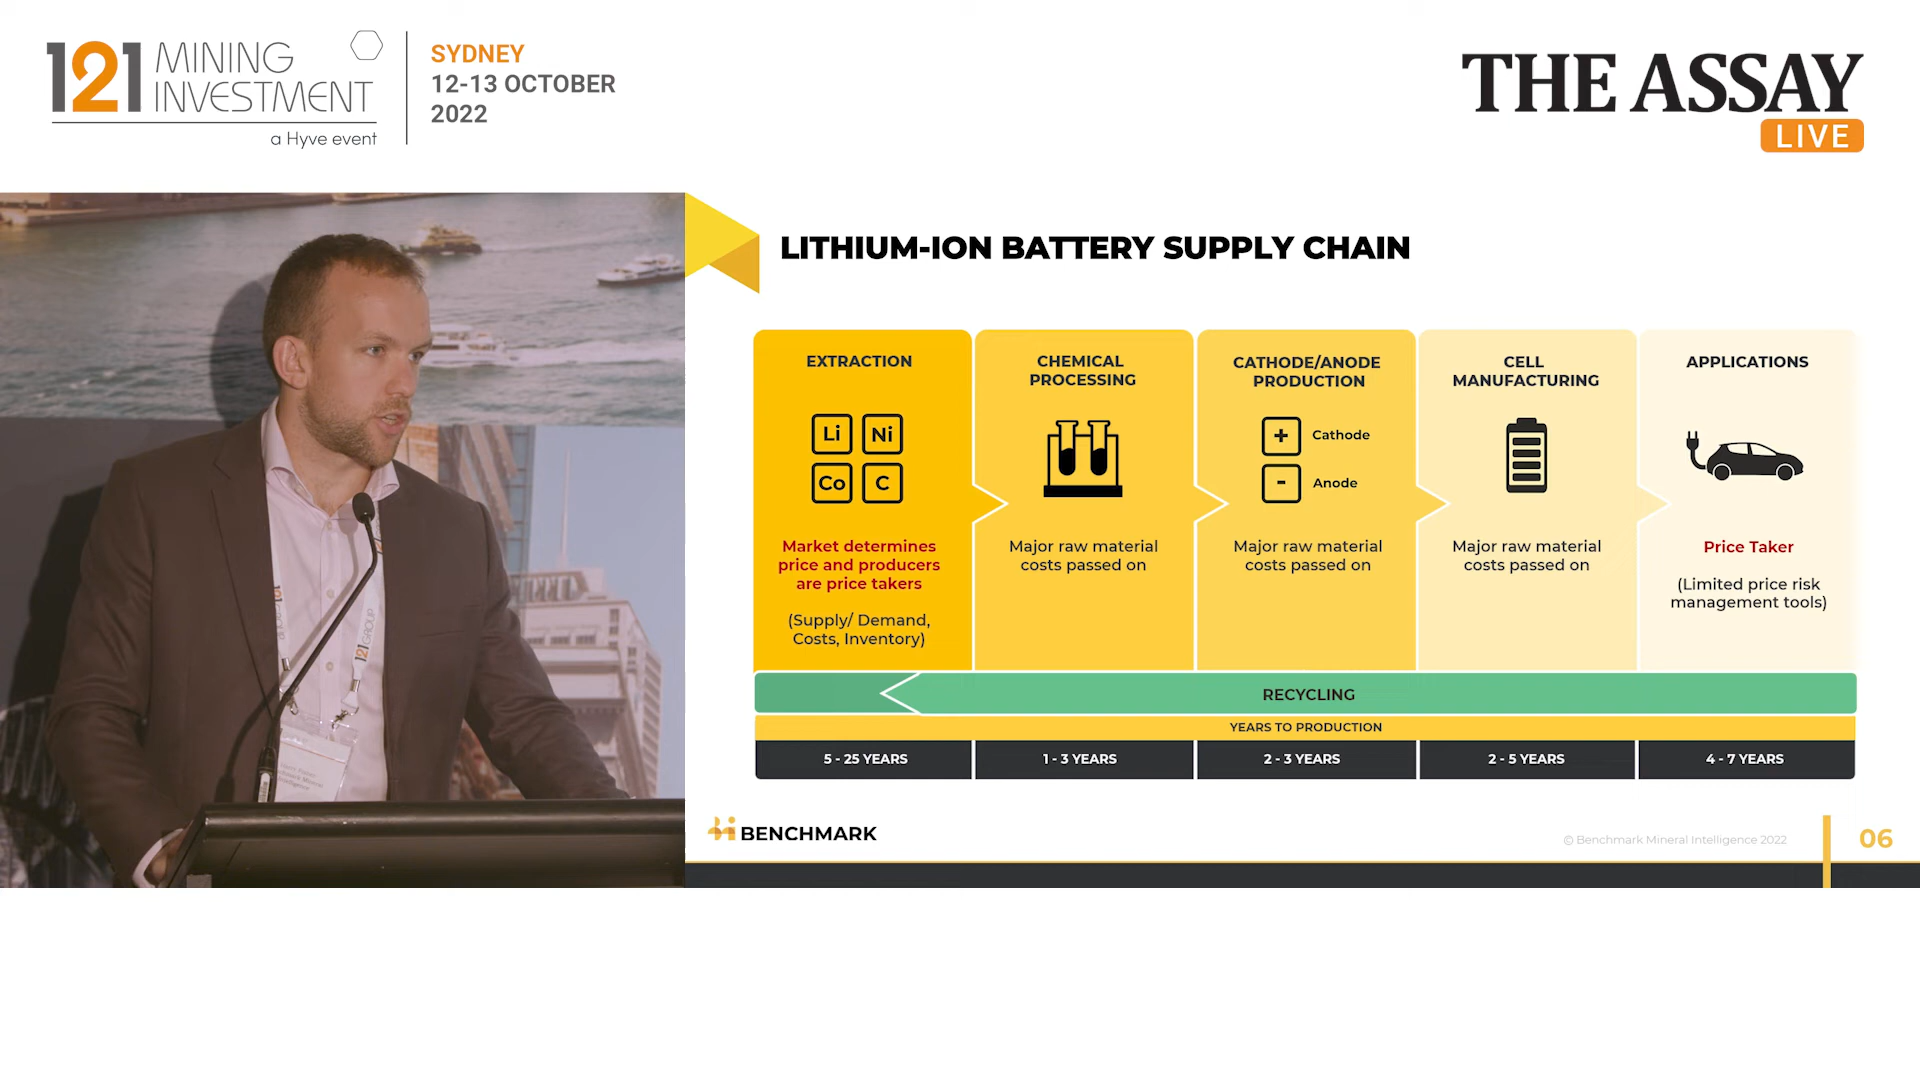 121 MINING
INVESTMENT
a Hyve event
SYDNEY
12-13 OCTOBER
2022
THE ASSAY
LIVE
121GROUP
LITHIUM-ION BATTERY SUPPLY CHAIN
EXTRACTION
Li Ni
Co C
Market determines
price and producers
are price takers
(Supply/ Demand,
Costs, Inventory)
CHEMICAL
PROCESSING
Major raw material
costs passed on
CATHODE/ANODE
PRODUCTION
+ Cathode
- Anode
Major raw material
costs passed on
CELL
MANUFACTURING
Major raw material
costs passed on
APPLICATIONS
Price Taker
(Limited price risk
management tools)
RECYCLING
YEARS TO PRODUCTION
5 - 25 YEARS
1 - 3 YEARS
2 - 3 YEARS
2 - 5 YEARS
4 - 7 YEARS
BENCHMARK
© Benchmark Mineral Intelligence 2022
06